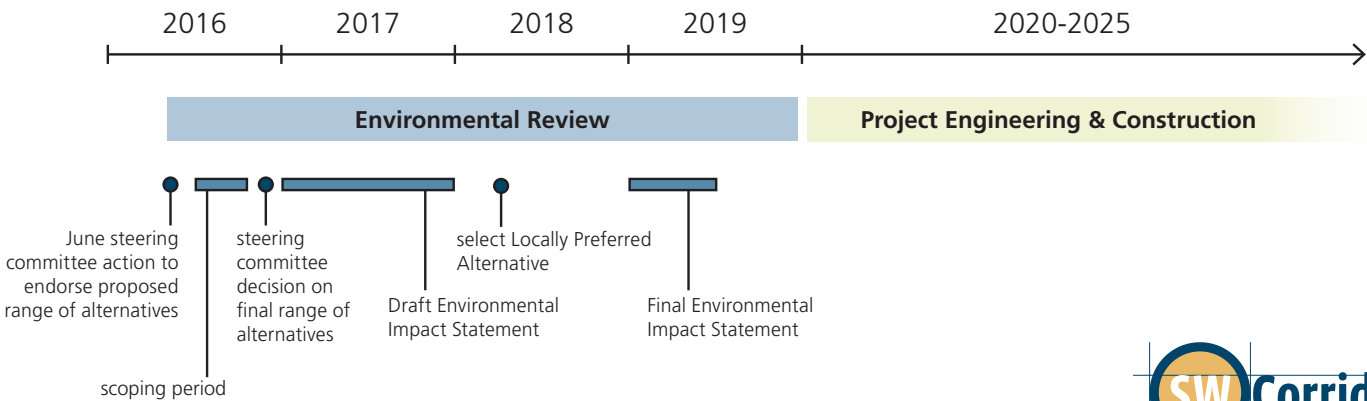 2016 2017 2018 2019 2020-2025
Environmental Review Project Engineering & Construction
June steering
committee action to
endorse proposed
range of alternatives
scoping period
steering
committee
decision on
final range of
alternatives
Draft Environmental
Impact Statement
select Locally Preferred
Alternative
Final Environmental
Impact Statement
SW Corrid